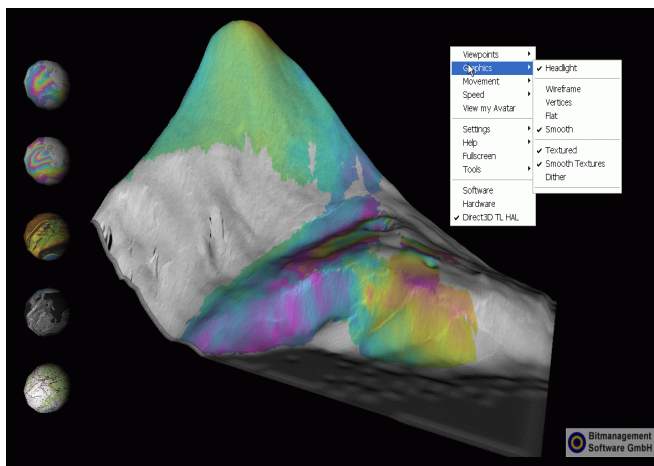 Viewpoints
Graphics
Movement
Speed
View my Avatar
Settings
Help
Fullscreen
Tools
Software
Hardware
Direct3D TL HAL
Headlight
Wireframe
Vertices
Flat
Smooth
Textured
Smooth Textures
Dither
Bitmanagement
Software GmbH